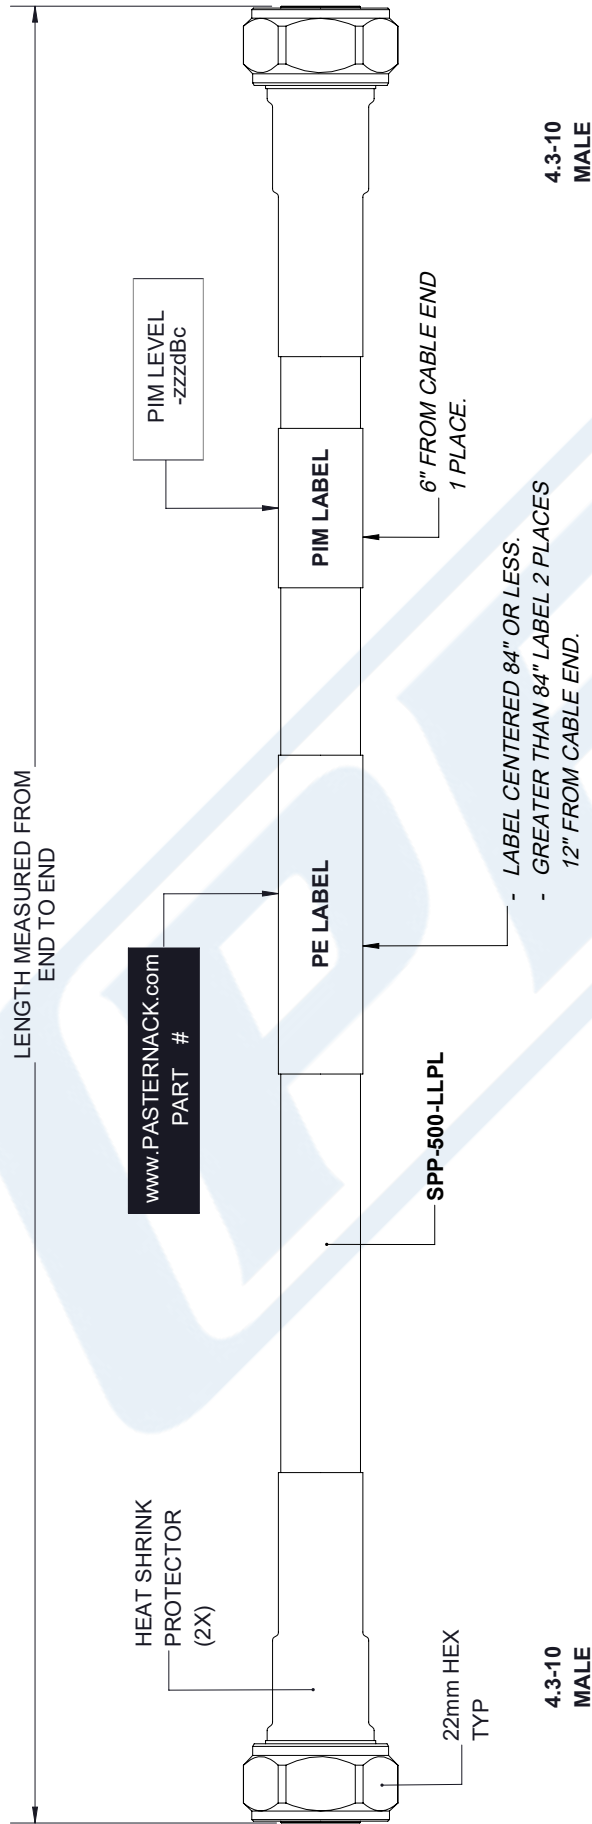 LENGTH MEASURED FROM
END TO END
HEAT SHRINK
PROTECTOR
(2X)
www.PASTERNACK.com
PART #
PIM LEVEL
-zzzdBc
PE LABEL
PIM LABEL
22mm HEX
TYP
SPP-500-LLPL
6" FROM CABLE END
1 PLACE.
- LABEL CENTERED 84" OR LESS.
- GREATER THAN 84" LABEL 2 PLACES
12" FROM CABLE END.
4.3-10
MALE
4.3-10
MALE